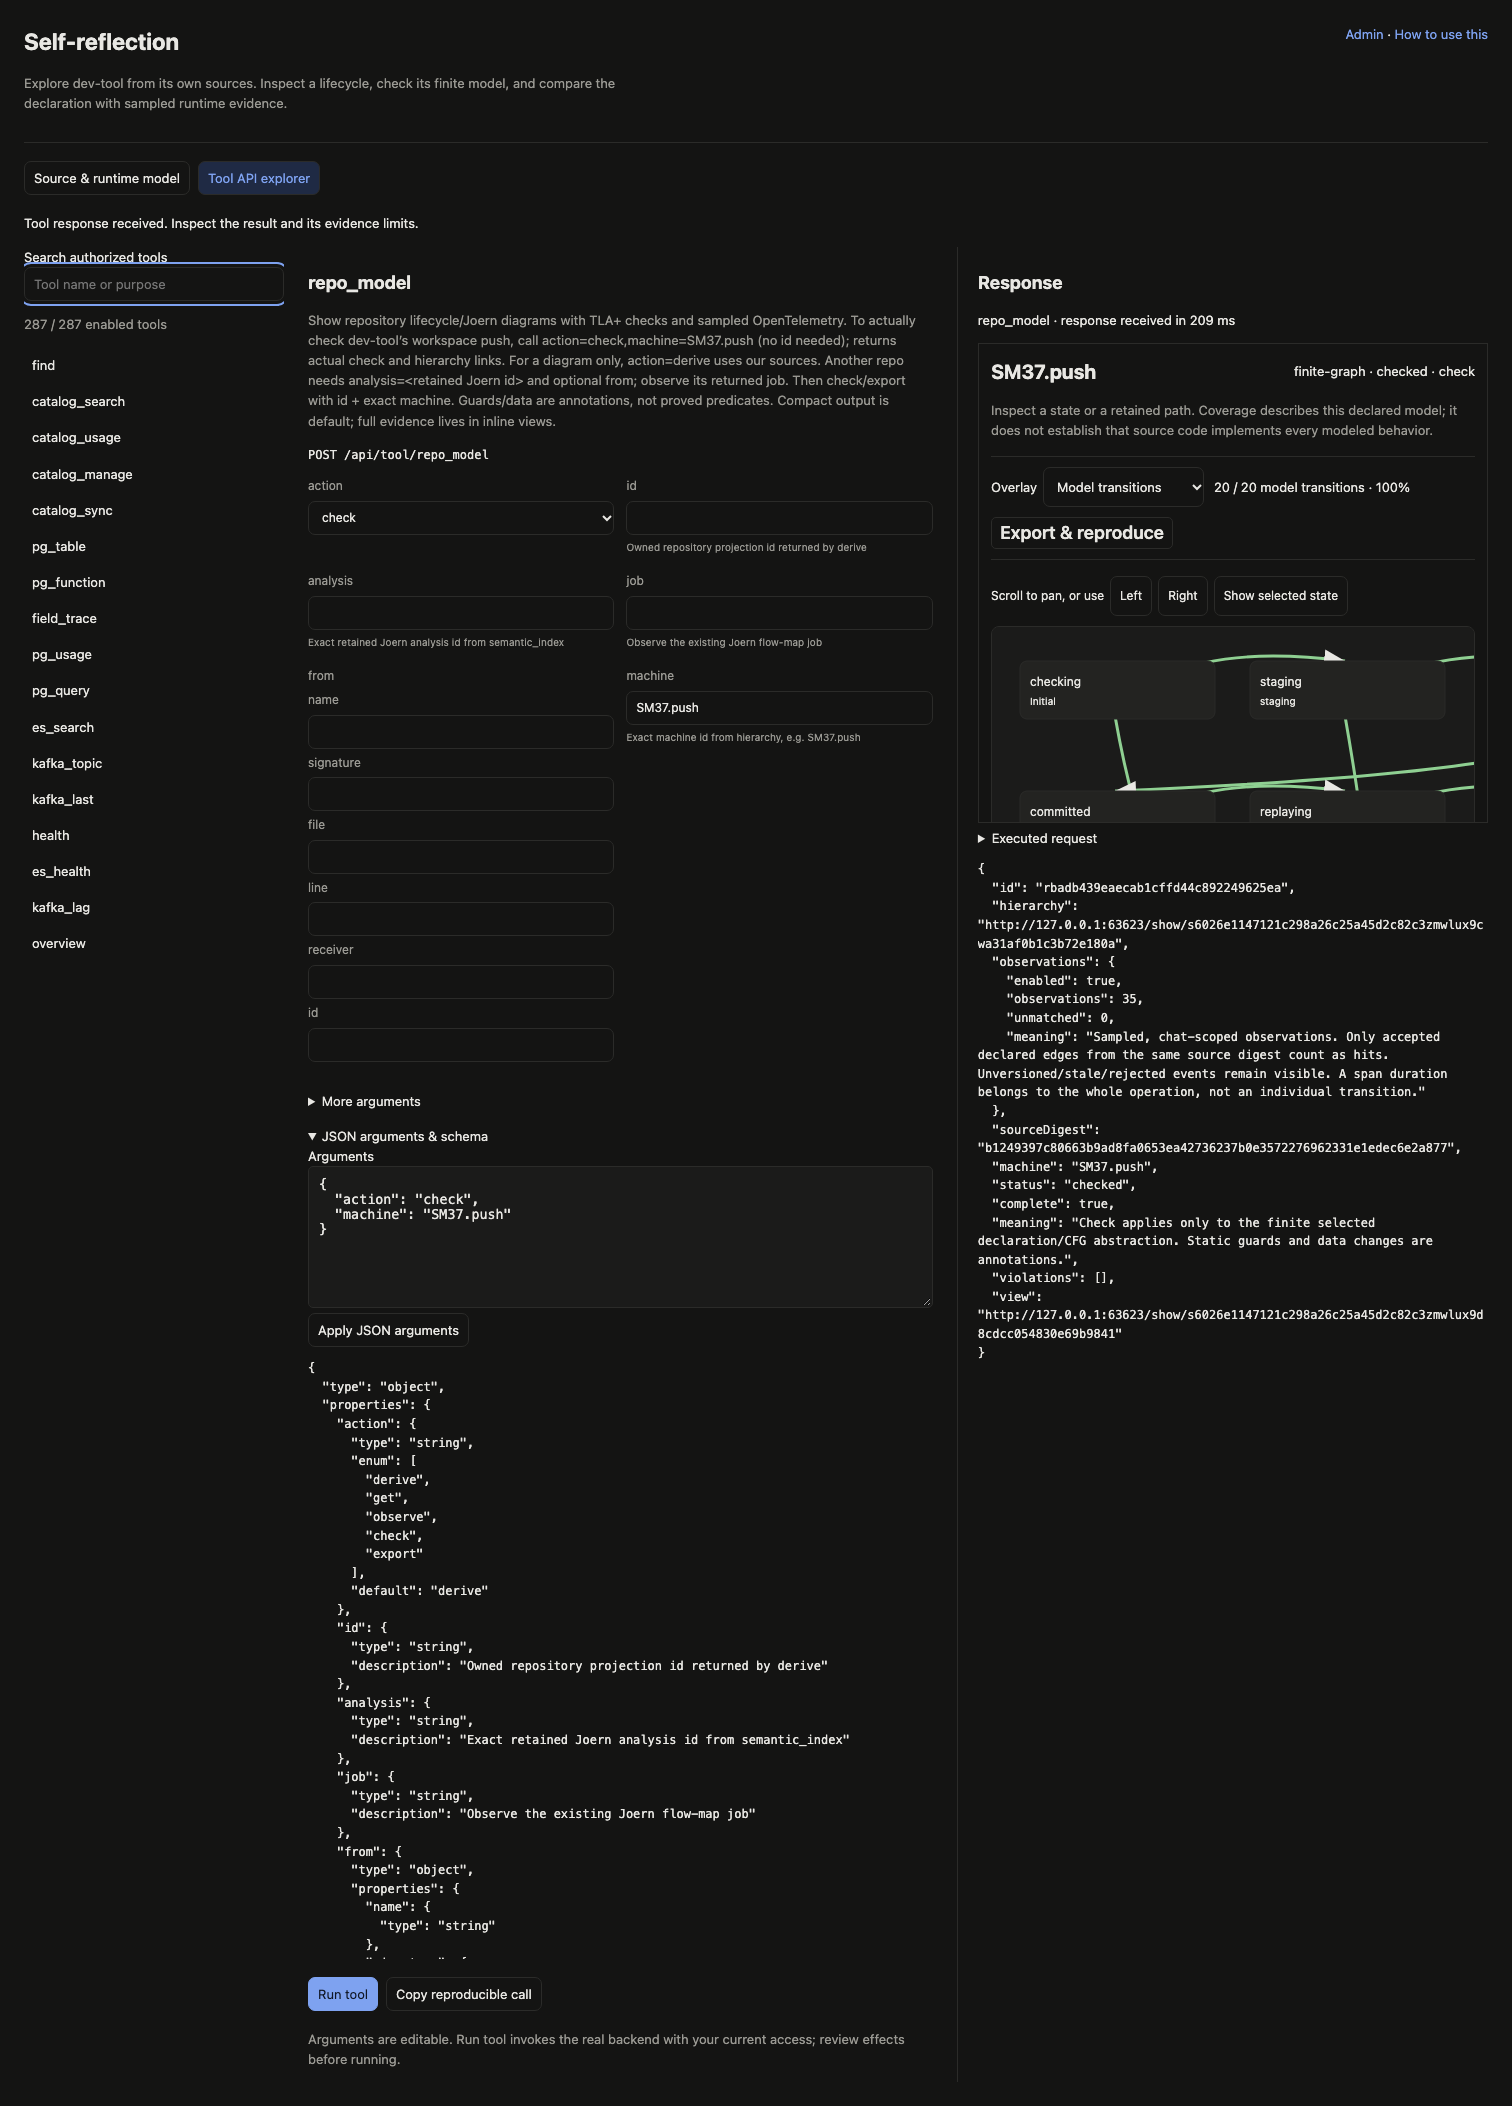 Self-reflection
Admin · How to use this
Explore dev-tool from its own sources. Inspect a lifecycle, check its finite model, and compare the
declaration with sampled runtime evidence.
Source & runtime model
Tool API explorer
Tool response received. Inspect the result and its evidence limits.
Search authorized tools
Tool name or purpose
287 / 287 enabled tools
find
catalog_search
catalog_usage
catalog_manage
catalog_sync
pg_table
pg_function
field_trace
pg_usage
pg_query
es_search
kafka_topic
kafka_last
health
es_health
kafka_lag
overview
repo_model
Show repository lifecycle/Joern diagrams with TLA+ checks and sampled OpenTelemetry. To actually
check dev-tool's workspace push, call action=check,machine=SM37.push (no id needed); returns
actual check and hierarchy links. For a diagram only, action=derive uses our sources. Another repo
needs analysis=<retained Joern id> and optional from; observe its returned job. Then check/export
with id + exact machine. Guards/data are annotations, not proved predicates. Compact output is
default; full evidence lives in inline views.
POST /api/tool/repo_model
action
check
id
Owned repository projection id returned by derive
analysis
Exact retained Joern analysis id from semantic_index
job
Observe the existing Joern flow-map job
from
name
machine
SM37.push
Exact machine id from hierarchy, e.g. SM37.push
signature
file
line
receiver
id
▶ More arguments
▼ JSON arguments & schema
Arguments
{
"action": "check",
"machine": "SM37.push"
}
Apply JSON arguments
{
"type": "object",
"properties": {
"action": {
"type": "string",
"enum": [
"derive",
"get",
"observe",
"check",
"export"
],
"default": "derive"
},
"id": {
"type": "string",
"description": "Owned repository projection id returned by derive"
},
"analysis": {
"type": "string",
"description": "Exact retained Joern analysis id from semantic_index"
},
"job": {
"type": "string",
"description": "Observe the existing Joern flow-map job"
},
"from": {
"type": "object",
"properties": {
"name": {
"type": "string"
},
Run tool
Copy reproducible call
Arguments are editable. Run tool invokes the real backend with your current access; review effects
before running.
Response
repo_model · response received in 209 ms
SM37.push
finite-graph · checked · check
Inspect a state or a retained path. Coverage describes this declared model; it
does not establish that source code implements every modeled behavior.
Overlay
Model transitions
20 / 20 model transitions · 100%
Export & reproduce
Scroll to pan, or use
Left
Right
Show selected state
checking
initial
staging
staging
committed
replaying
▶ Executed request
{
"id": "rbadb439eaecab1cffd44c892249625ea",
"hierarchy":
"http://127.0.0.1:63623/show/s6026e1147121c298a26c25a45d2c82c3zmwlux9c
wa31af0b1c3b72e180a",
"observations": {
"enabled": true,
"observations": 35,
"unmatched": 0,
"meaning": "Sampled, chat-scoped observations. Only accepted
declared edges from the same source digest count as hits.
Unversioned/stale/rejected events remain visible. A span duration
belongs to the whole operation, not an individual transition."
},
"sourceDigest":
"b1249397c80663b9ad8fa0653ea42736237b0e3572276962331e1edec6e2a877",
"machine": "SM37.push",
"status": "checked",
"complete": true,
"meaning": "Check applies only to the finite selected
declaration/CFG abstraction. Static guards and data changes are
annotations.",
"violations": [],
"view":
"http://127.0.0.1:63623/show/s6026e1147121c298a26c25a45d2c82c3zmwlux9d
8cdcc054830e69b9841"
}